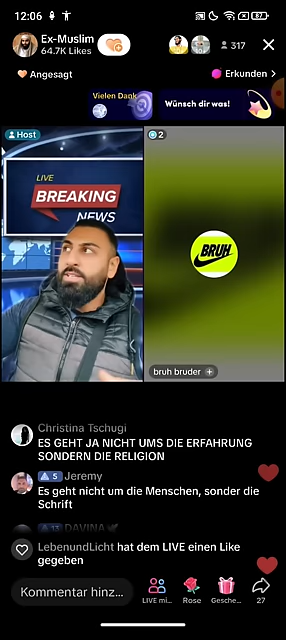 12:06
87
Ex-Muslim
64.7K Likes
317
Angesagt
Erkunden >
Vielen Dank
Wünsch dir was!
Host
2
LIVE
BREAKING
NEWS
BRUH
bruh bruder +
Christina Tschugi
ES GEHT JA NICHT UMS DIE ERFAHRUNG
SONDERN DIE RELIGION
5 Jeremy
Es geht nicht um die Menschen, sonder die
Schrift
13 DAVINA
LebenundLicht hat dem LIVE einen Like
gegeben
Kommentar hinz...
LIVE mi...
Rose
Gesche...
27